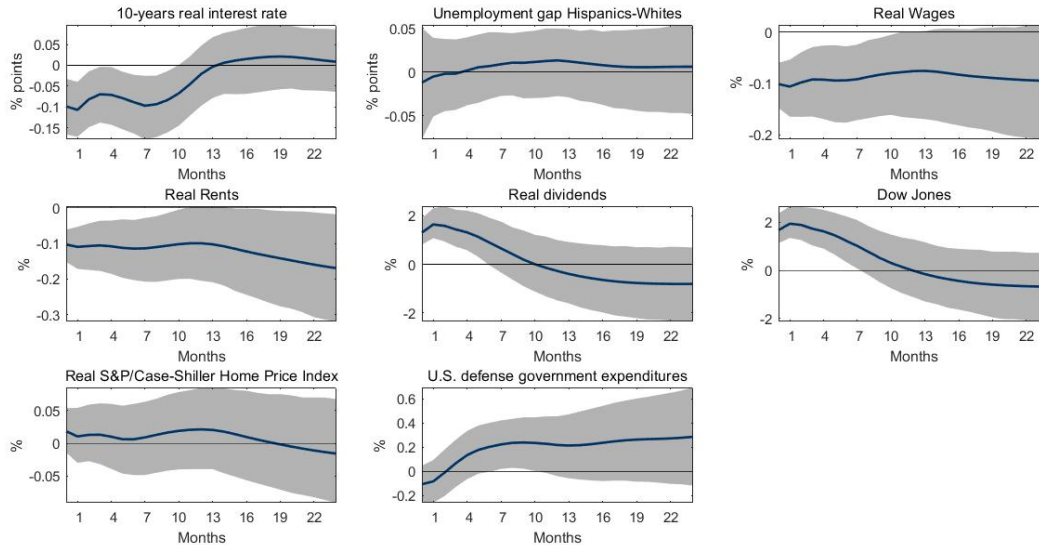 10-years real interest rate
% points
0.05
0
-0.05
-0.1
-0.15
1 4 7 10 13 16 19 22
Months
Unemployment gap Hispanics-Whites
% points
0.05
0
-0.05
1 4 7 10 13 16 19 22
Months
Real Wages
%
0
-0.1
-0.2
1 4 7 10 13 16 19 22
Months
Real Rents
%
0
-0.1
-0.2
-0.3
1 4 7 10 13 16 19 22
Months
Real dividends
%
2
0
-2
1 4 7 10 13 16 19 22
Months
Dow Jones
%
2
0
-2
1 4 7 10 13 16 19 22
Months
Real S&P/Case-Shiller Home Price Index
%
0.05
0
-0.05
1 4 7 10 13 16 19 22
Months
U.S. defense government expenditures
%
0.6
0.4
0.2
0
-0.2
1 4 7 10 13 16 19 22
Months